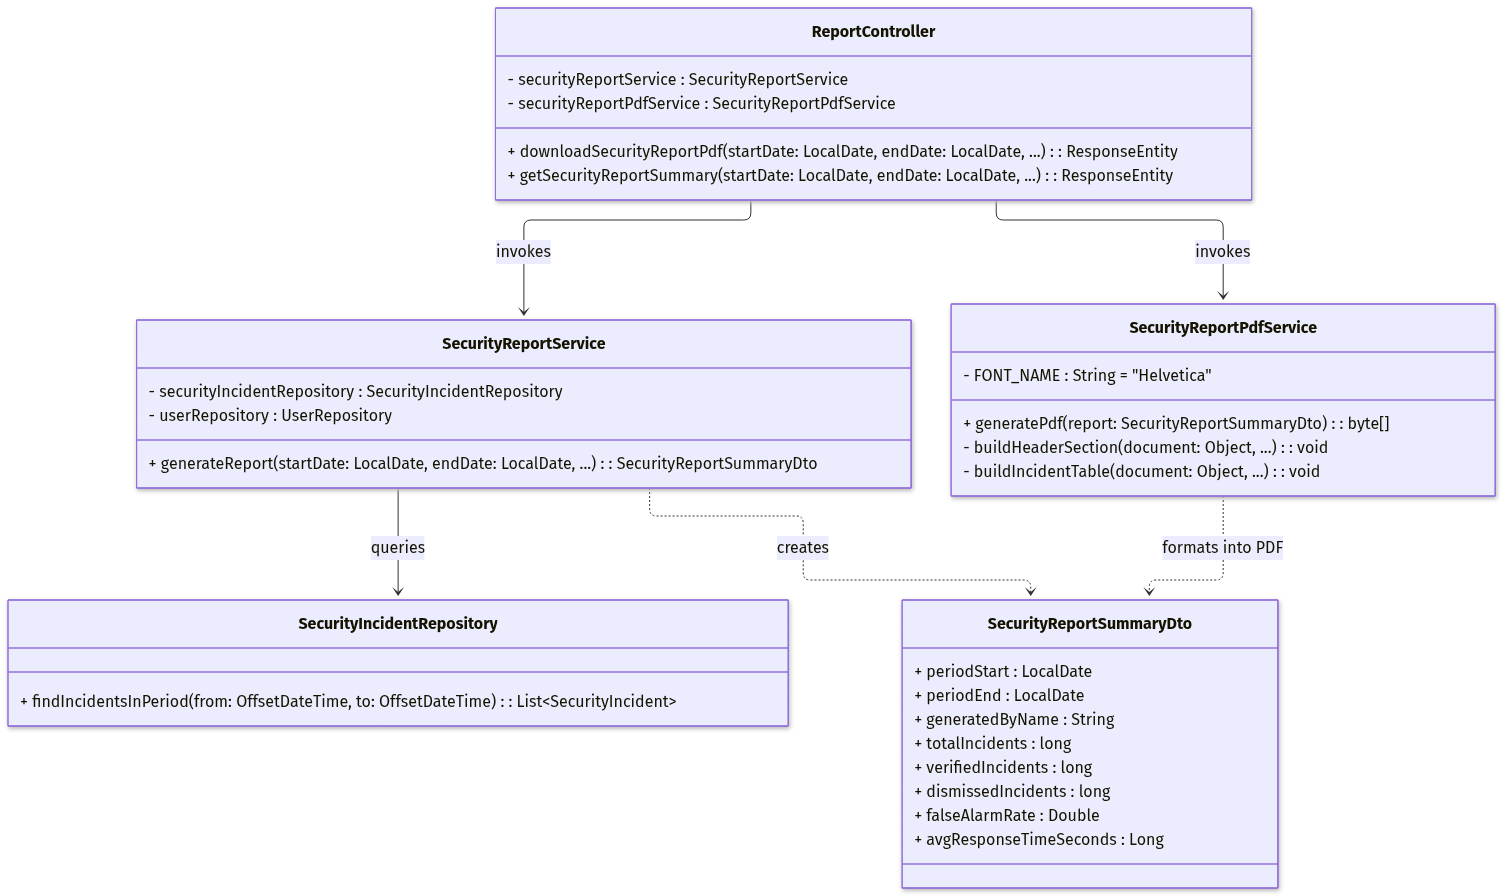 ReportController
- securityReportService : SecurityReportService
- securityReportPdfService : SecurityReportPdfService
+ downloadSecurityReportPdf(startDate: LocalDate, endDate: LocalDate, ...) : : ResponseEntity
+ getSecurityReportSummary(startDate: LocalDate, endDate: LocalDate, ...) : : ResponseEntity
invokes
invokes
SecurityReportService
- securityIncidentRepository : SecurityIncidentRepository
- userRepository : UserRepository
+ generateReport(startDate: LocalDate, endDate: LocalDate, ...) : : SecurityReportSummaryDto
SecurityReportPdfService
- FONT_NAME : String = "Helvetica"
+ generatePdf(report: SecurityReportSummaryDto) : : byte[]
- buildHeaderSection(document: Object, ...) : : void
- buildIncidentTable(document: Object, ...) : : void
queries
creates
formats into PDF
SecurityIncidentRepository
+ findIncidentsInPeriod(from: OffsetDateTime, to: OffsetDateTime) : : List<SecurityIncident>
SecurityReportSummaryDto
+ periodStart : LocalDate
+ periodEnd : LocalDate
+ generatedByName : String
+ totalIncidents : long
+ verifiedIncidents : long
+ dismissedIncidents : long
+ falseAlarmRate : Double
+ avgResponseTimeSeconds : Long